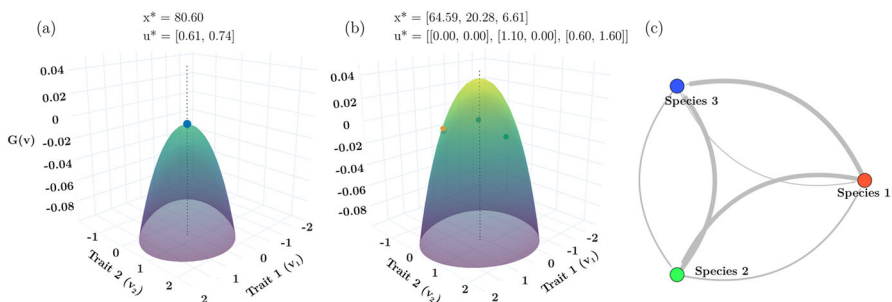 (a)
x* = 80.60
u* = [0.61, 0.74]
0.04
0.02
0
-0.02
-0.04
-0.06
-0.08
G(v)
-1
0
1
2
Trait 2 (v₂)
-2
-1
0
1
2
Trait 1 (v₁)
(b)
x* = [64.59, 20.28, 6.61]
u* = [[0.00, 0.00], [1.10, 0.00], [0.60, 1.60]]
0.04
0.02
0
-0.02
-0.04
-0.06
-0.08
-1
0
1
2
Trait 2 (v₂)
-2
-1
0
1
2
Trait 1 (v₁)
(c)
Species 3
Species 1
Species 2